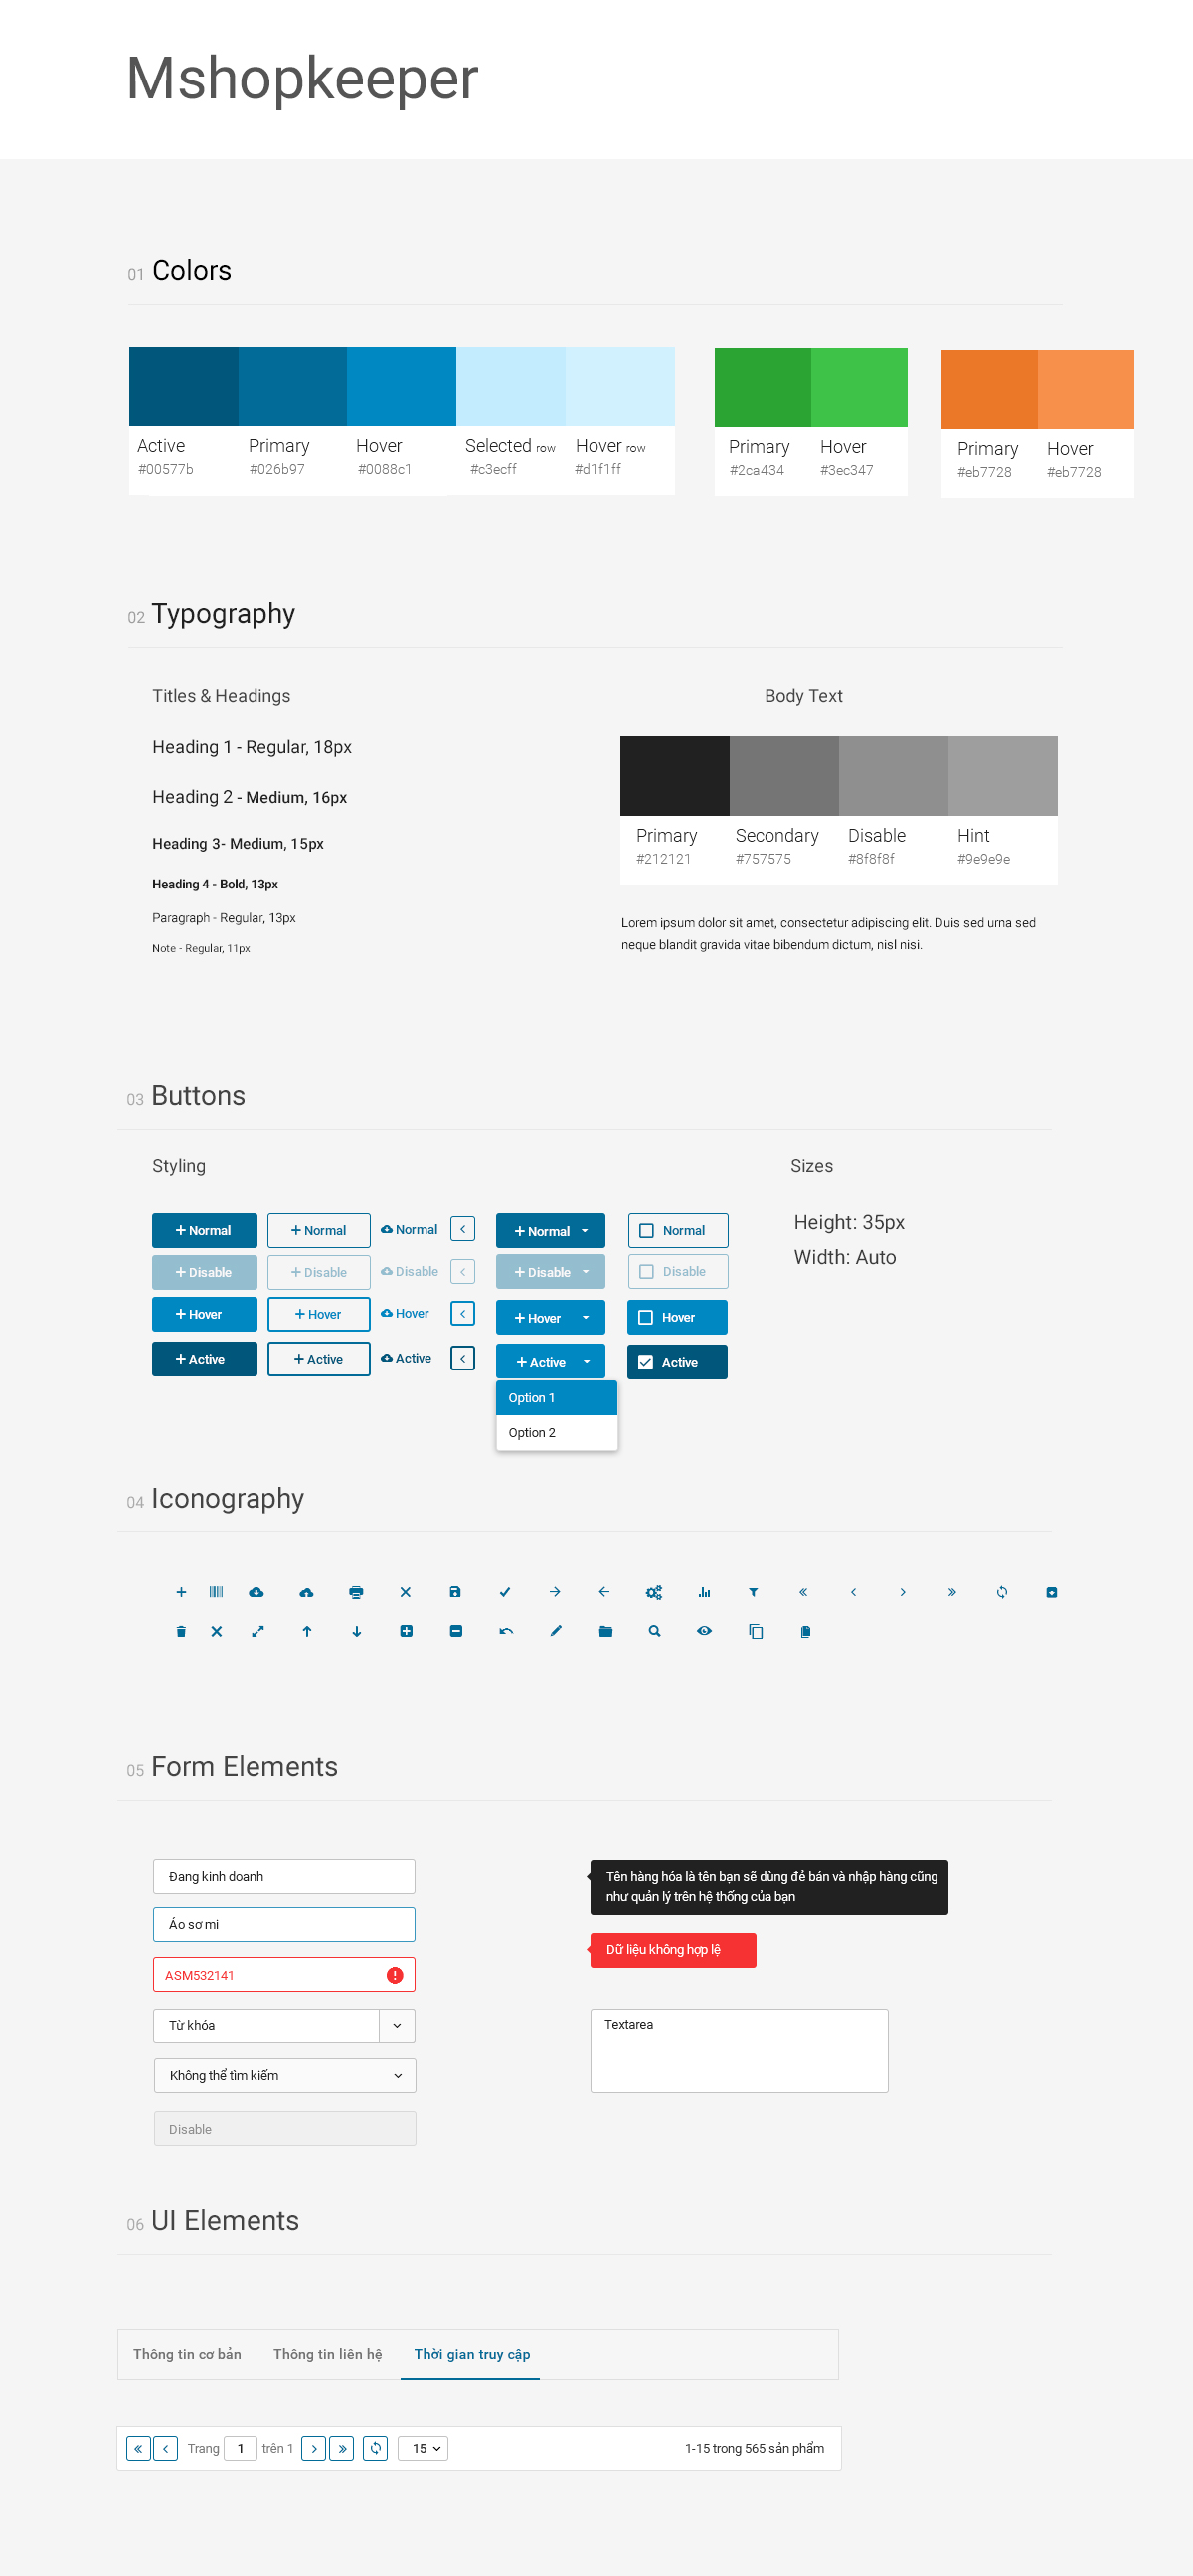 Mshopkeeper
01 Colors
Active Primary Hover Selected row Hover row
#00577b #026b97 #0088c1 #c3ecff #d1f1ff
Primary Hover
#2ca434 #3ec347
Primary Hover
#eb7728 #eb7728
02 Typography
Titles & Headings
Heading 1 - Regular, 18px
Heading 2 - Medium, 16px
Heading 3- Medium, 15px
Heading 4 - Bold, 13px
Paragraph - Regular, 13px
Note - Regular, 11px
Body Text
Primary Secondary Disable Hint
#212121 #757575 #8f8f8f #9e9e9e
Lorem ipsum dolor sit amet, consectetur adipiscing elit. Duis sed urna sed
neque blandit gravida vitae bibendum dictum, nisl nisi.
03 Buttons
Styling
Normal Normal Normal Normal Normal
Disable Disable Disable Disable Disable
Hover Hover Hover Hover Hover
Active Active Active Active Active
Option 1
Option 2
Sizes
Height: 35px
Width: Auto
04 Iconography
05 Form Elements
Đang kinh doanh
Áo sơ mi
ASM532141
Từ khóa
Không thể tìm kiếm
Disable
Tên hàng hóa là tên bạn sẽ dùng để bán và nhập hàng cũng
như quản lý trên hệ thống của bạn
Dữ liệu không hợp lệ
Textarea
06 UI Elements
Thông tin cơ bản Thông tin liên hệ Thời gian truy cập
Trang 1 trên 1 15 1-15 trong 565 sản phẩm